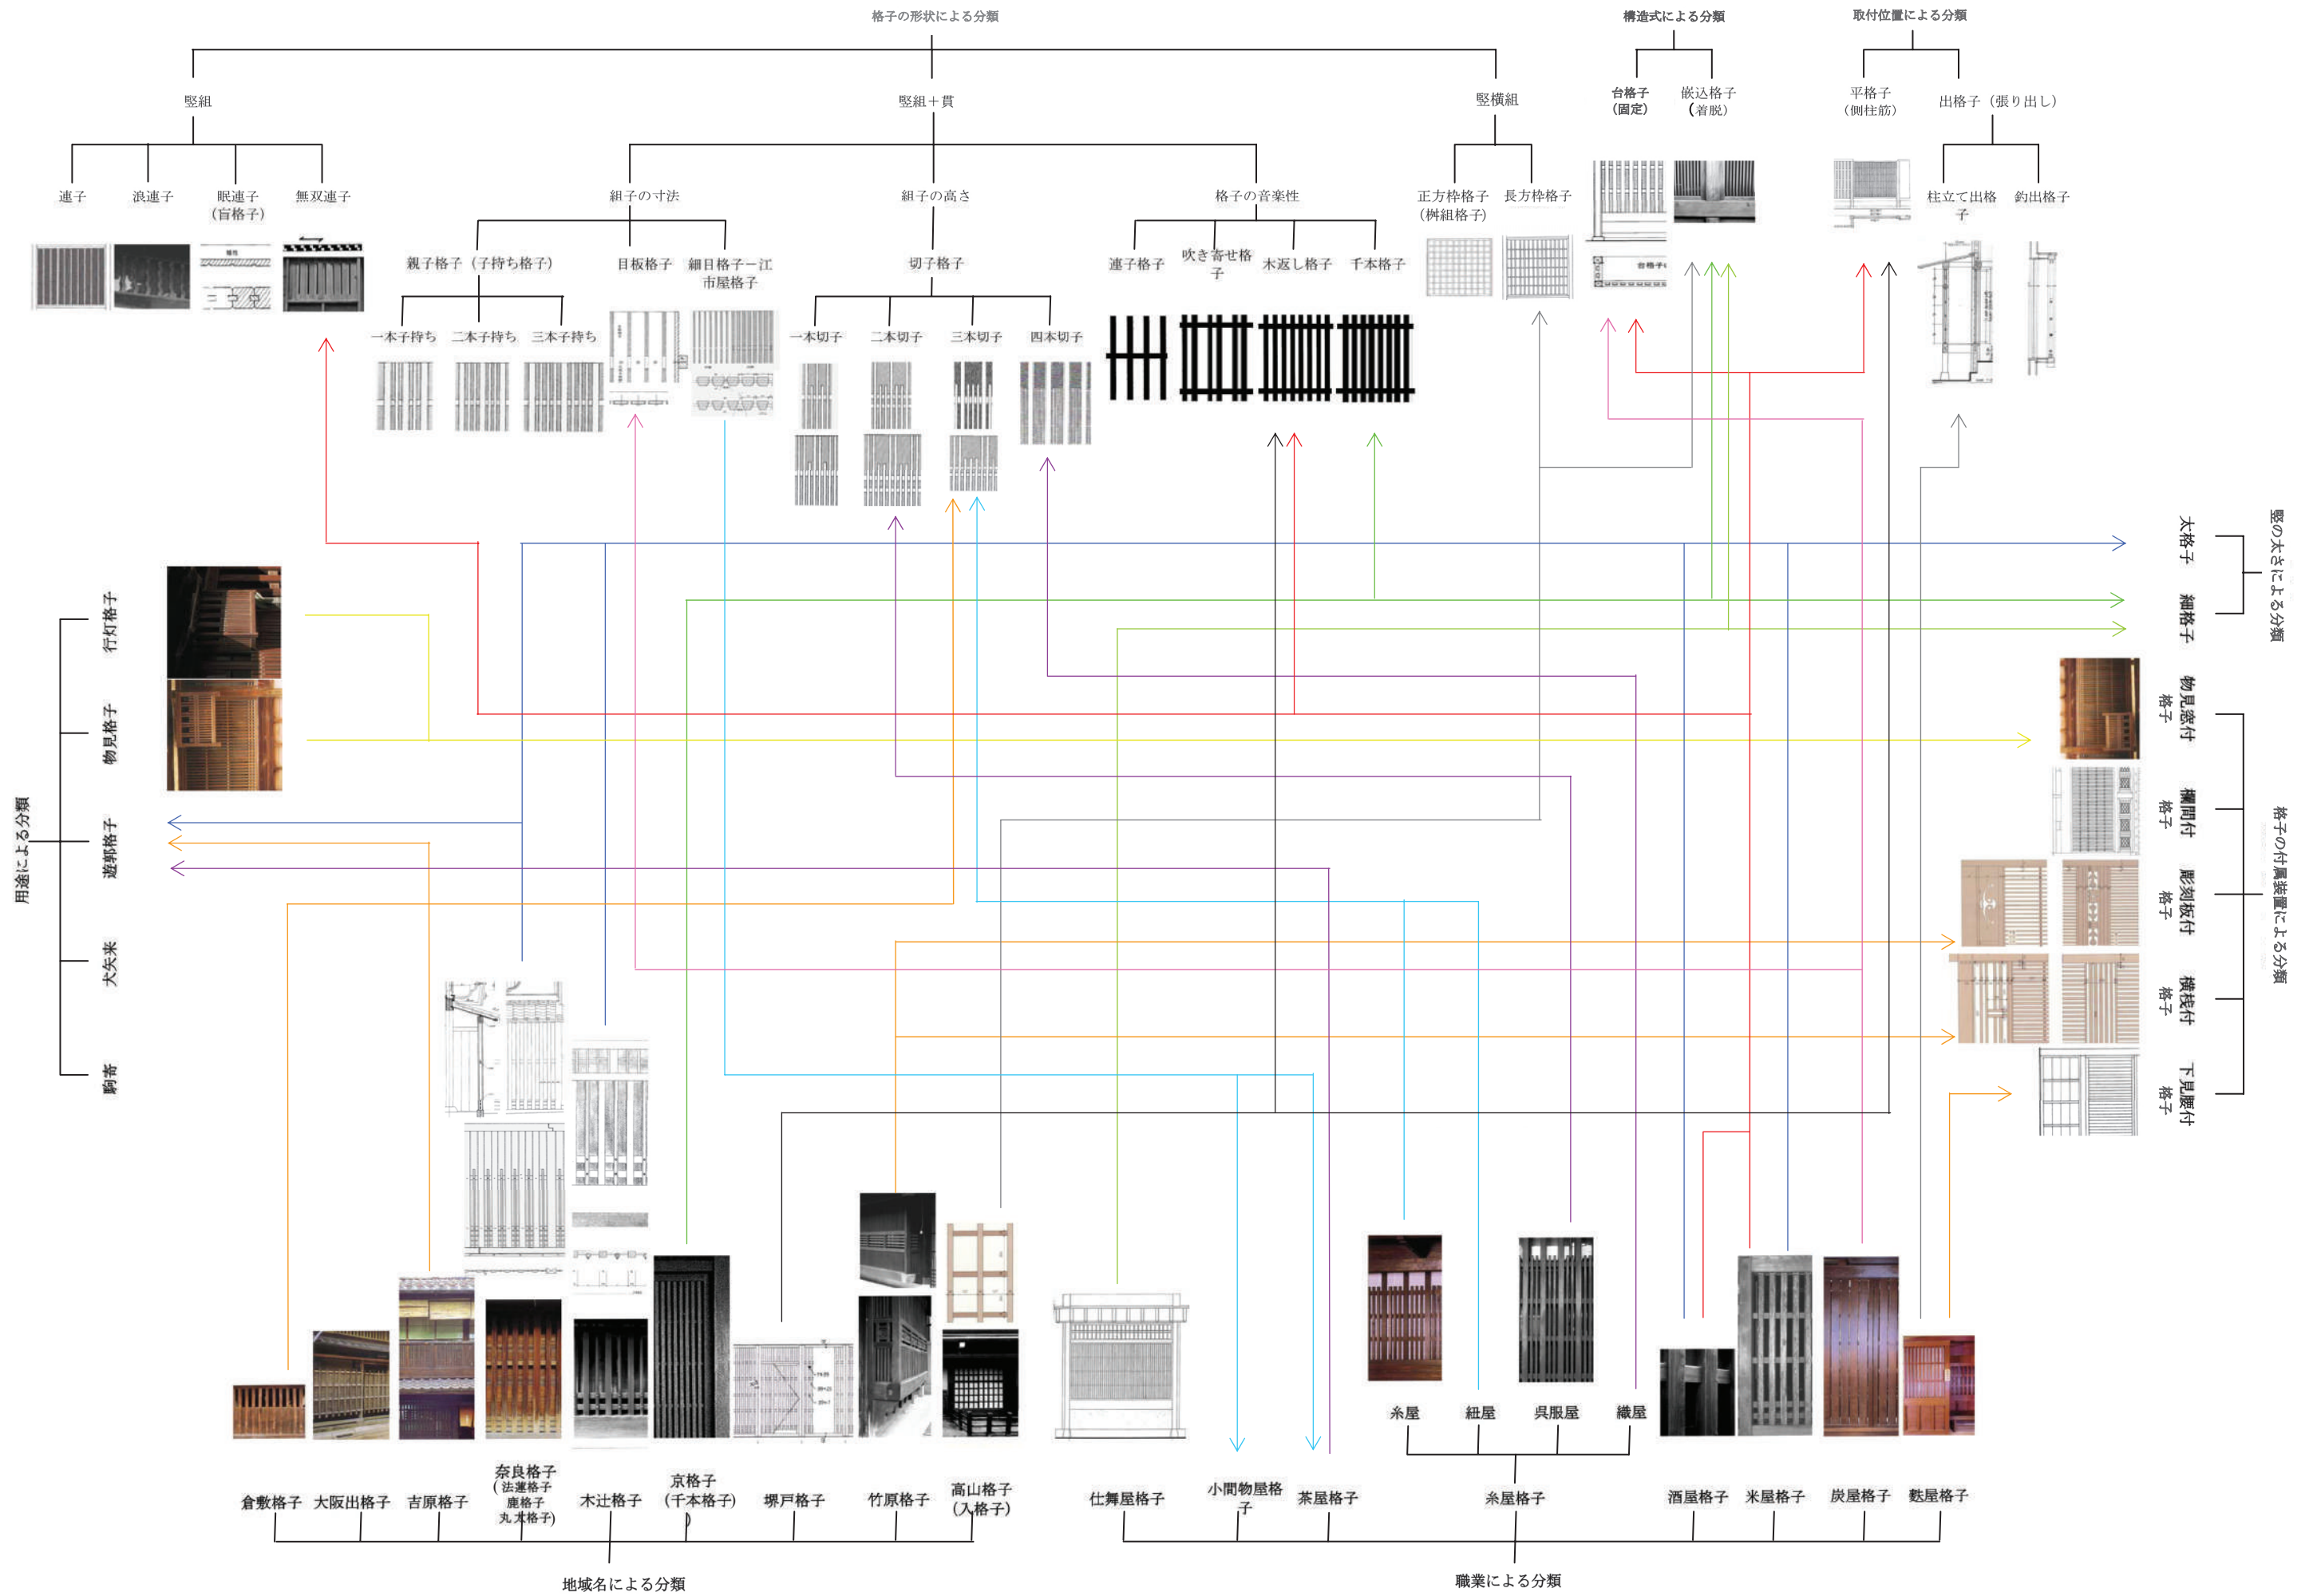 格子の形状による分類
構造式による分類
取付位置による分類
竪組
竪組＋貫
竪横組
台格子
(固定)
嵌込格子
(着脱)
平格子
(側柱筋)
出格子（張り出し）
連子
浪連子
眠連子
（盲格子）
無双連子
組子の寸法
組子の高さ
格子の音楽性
正方枠格子
（桝組格子）
長方枠格子
柱立て出格
子
釣出格子
親子格子（子持ち格子）
目板格子
細目格子ー江
市屋格子
切子格子
連子格子
吹き寄せ格
子
木返し格子
千本格子
一本子持ち
二本子持ち
三本子持ち
一本切子
二本切子
三本切子
四本切子
竪の太さによる分類
太格子
細格子
用途による分類
行灯格子
物見格子
遊郭格子
犬矢来
駒寄
格子の付属装置による分類
物見窓付
格子
欄間付
格子
彫刻板付
格子
横桟付
格子
下見腰付
格子
糸屋
紐屋
呉服屋
織屋
倉敷格子
大阪出格子
吉原格子
奈良格子
(法蓮格子
鹿格子
丸太格子)
木辻格子
京格子
（千本格子）
)
堺戸格子
竹原格子
高山格子
(入格子)
仕舞屋格子
小間物屋格
子
茶屋格子
糸屋格子
酒屋格子
米屋格子
炭屋格子
麩屋格子
地域名による分類
職業による分類